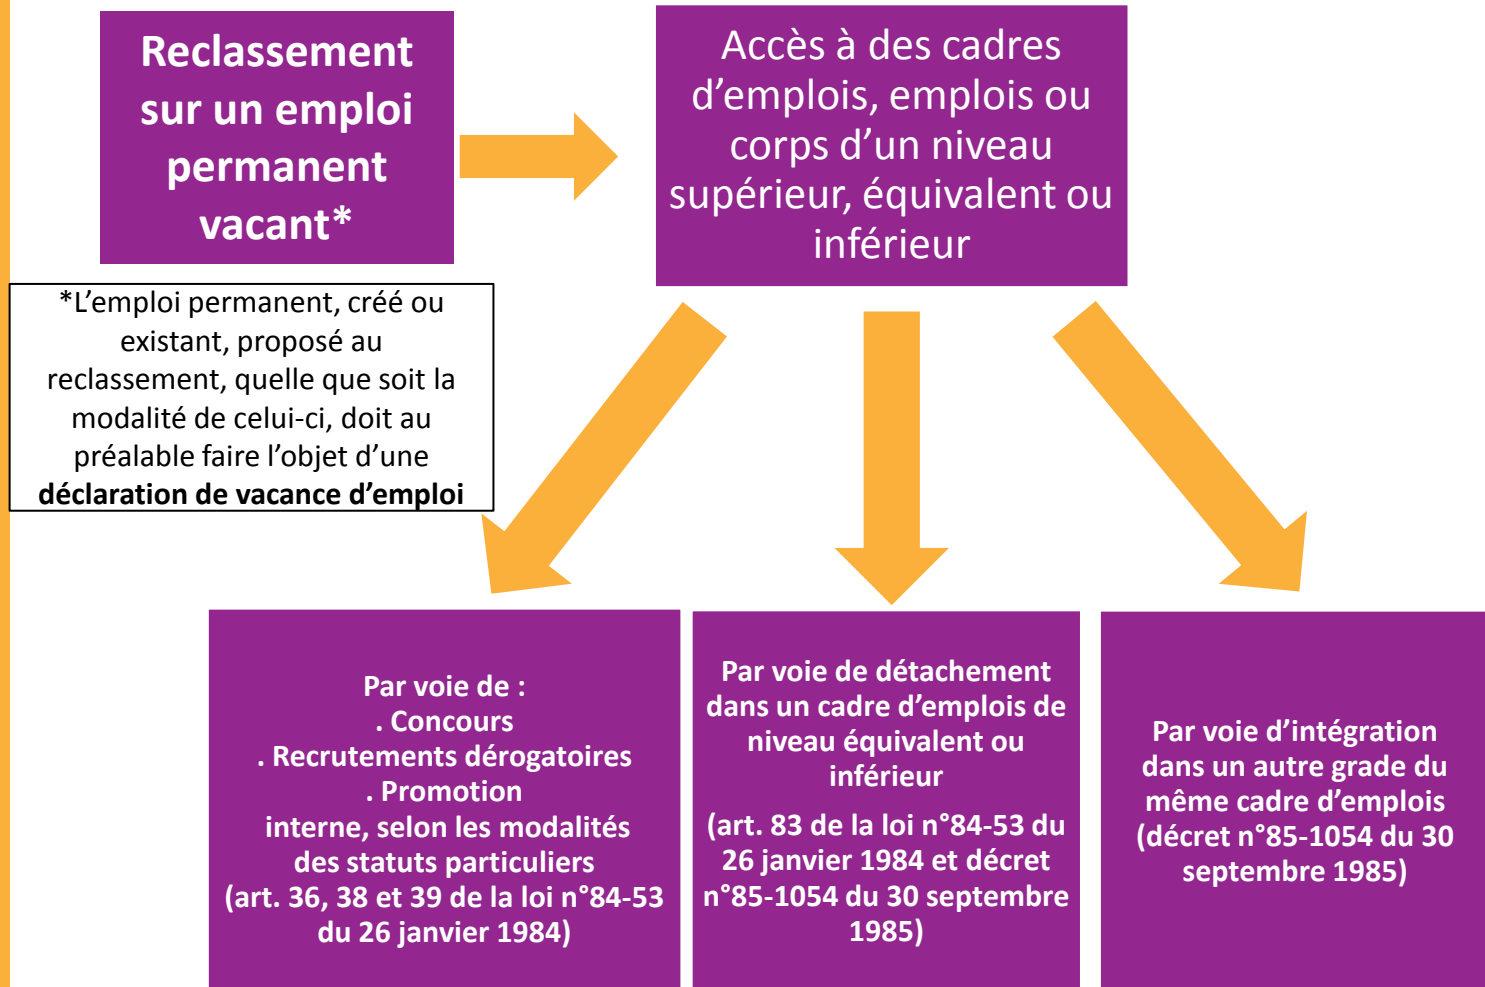 Reclassement
sur un emploi
permanent
vacant*
Accès à des cadres
d’emplois, emplois ou
corps d’un niveau
supérieur, équivalent ou
inférieur
*L’emploi permanent, créé ou
existant, proposé au
reclassement, quelle que soit la
modalité de celui-ci, doit au
préalable faire l’objet d’une
déclaration de vacance d’emploi
Par voie de :
. Concours
. Recrutements dérogatoires
. Promotion
interne, selon les modalités
des statuts particuliers
(art. 36, 38 et 39 de la loi n°84-53
du 26 janvier 1984)
Par voie de détachement
dans un cadre d’emplois de
niveau équivalent ou
inférieur
(art. 83 de la loi n°84-53 du
26 janvier 1984 et décret
n°85-1054 du 30 septembre
1985)
Par voie d’intégration
dans un autre grade du
même cadre d’emplois
(décret n°85-1054 du 30
septembre 1985)